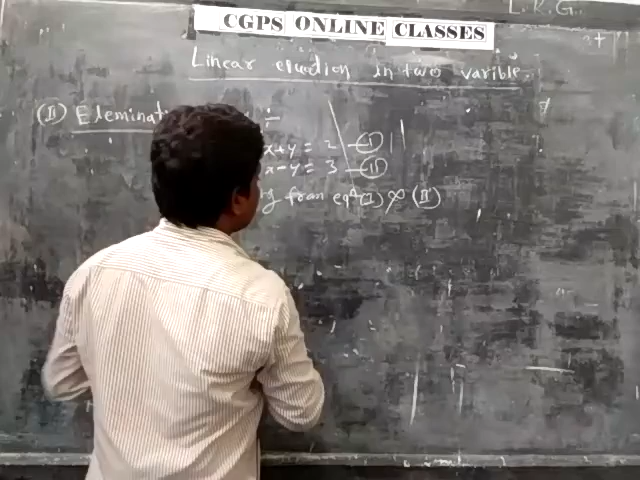 L.K.G.
CGPS ONLINE CLASSES
Linear equation in two varible.
(II) Eleminat
x+y = 2 — (I)
x-y = 3 — (II)
g from eqn (I) & (II)